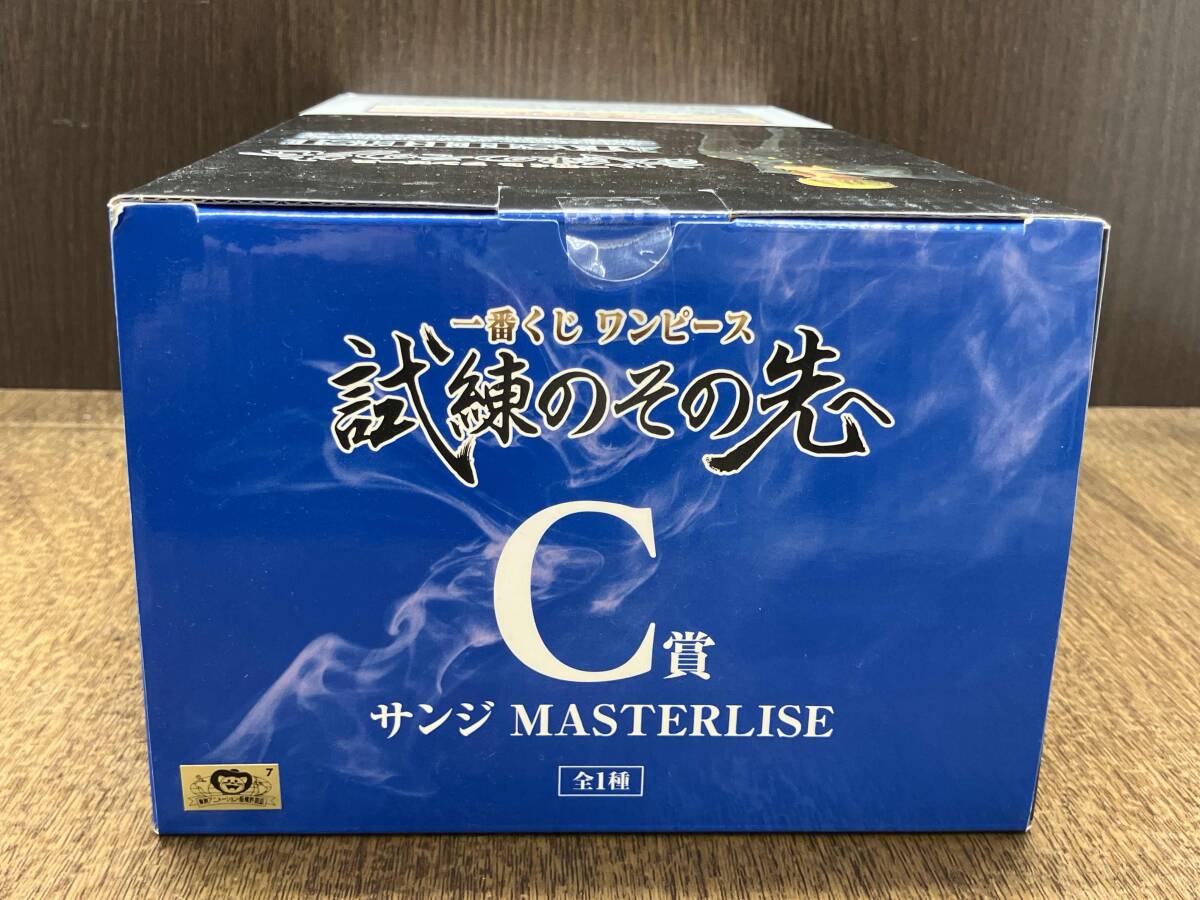 一番くじ ワンピース
試練のその先へ
C賞
サンジ MASTERLISE
全1種
7